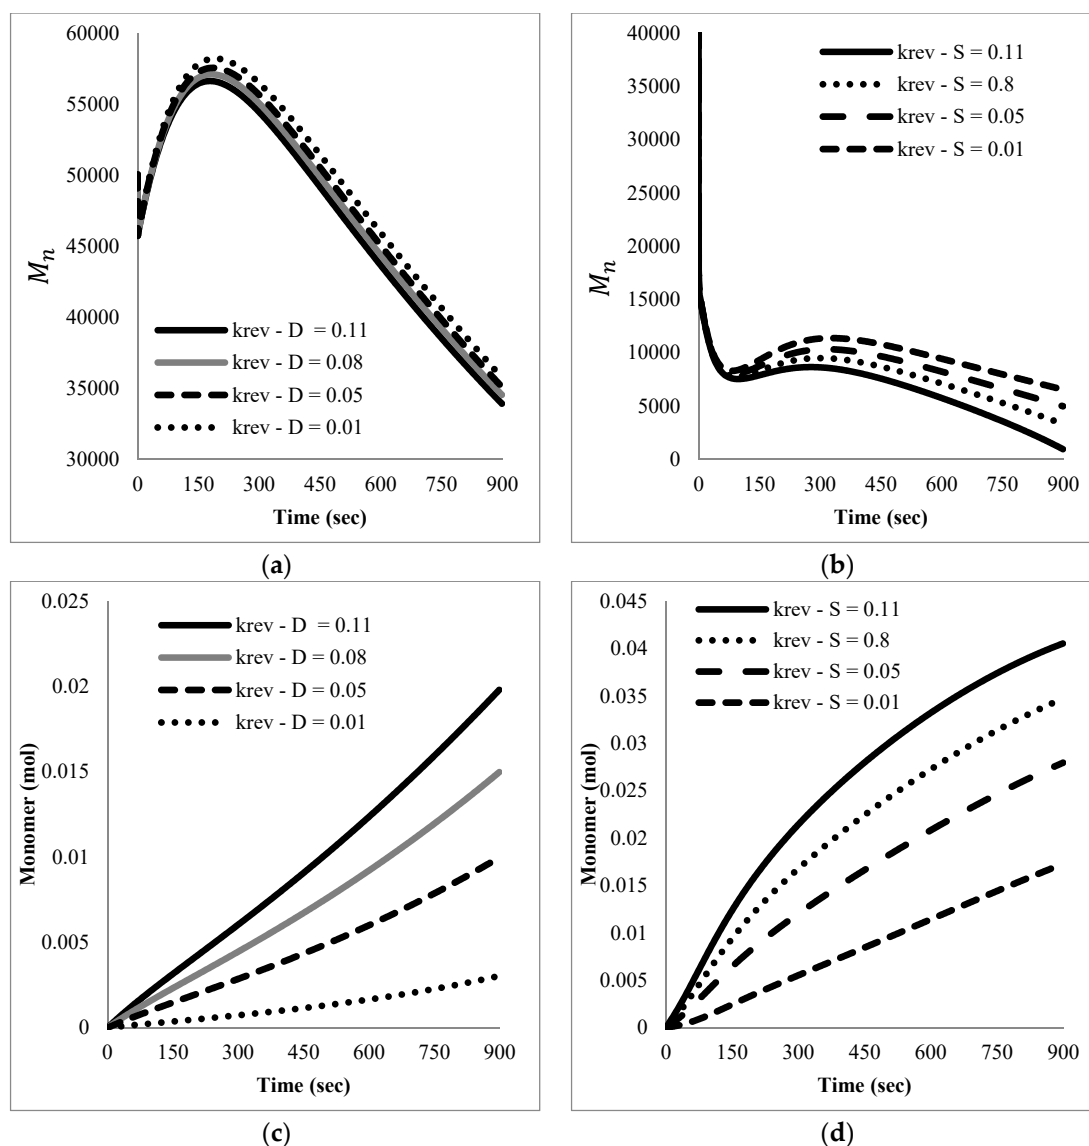 60000
55000
50000
45000
40000
35000
30000
M_n
krev - D  = 0.11
krev - D = 0.08
krev - D = 0.05
krev - D = 0.01
0 150 300 450 600 750 900
Time (sec)
(a)
40000
35000
30000
25000
20000
15000
10000
5000
0
M_n
krev - S = 0.11
krev - S = 0.8
krev - S = 0.05
krev - S = 0.01
0 150 300 450 600 750 900
Time (sec)
(b)
0.025
0.02
0.015
0.01
0.005
0
Monomer (mol)
krev - D  = 0.11
krev - D = 0.08
krev - D = 0.05
krev - D = 0.01
0 150 300 450 600 750 900
Time (sec)
(c)
0.045
0.04
0.035
0.03
0.025
0.02
0.015
0.01
0.005
0
Monomer (mol)
krev - S = 0.11
krev - S = 0.8
krev - S = 0.05
krev - S = 0.01
0 150 300 450 600 750 900
Time (sec)
(d)